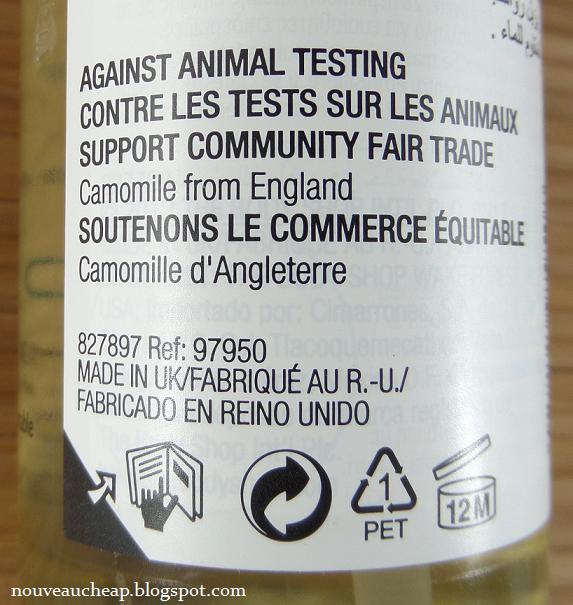 للماء .
AGAINST ANIMAL TESTING
CONTRE LES TESTS SUR LES ANIMAUX
SUPPORT COMMUNITY FAIR TRADE
Camomile from England
SOUTENONS LE COMMERCE ÉQUITABLE
Camomille d'Angleterre
827897 Ref: 97950
MADE IN UK/FABRIQUÉ AU R.-U./
FABRICADO EN REINO UNIDO
1
PET
12M
nouveaucheap.blogspot.com